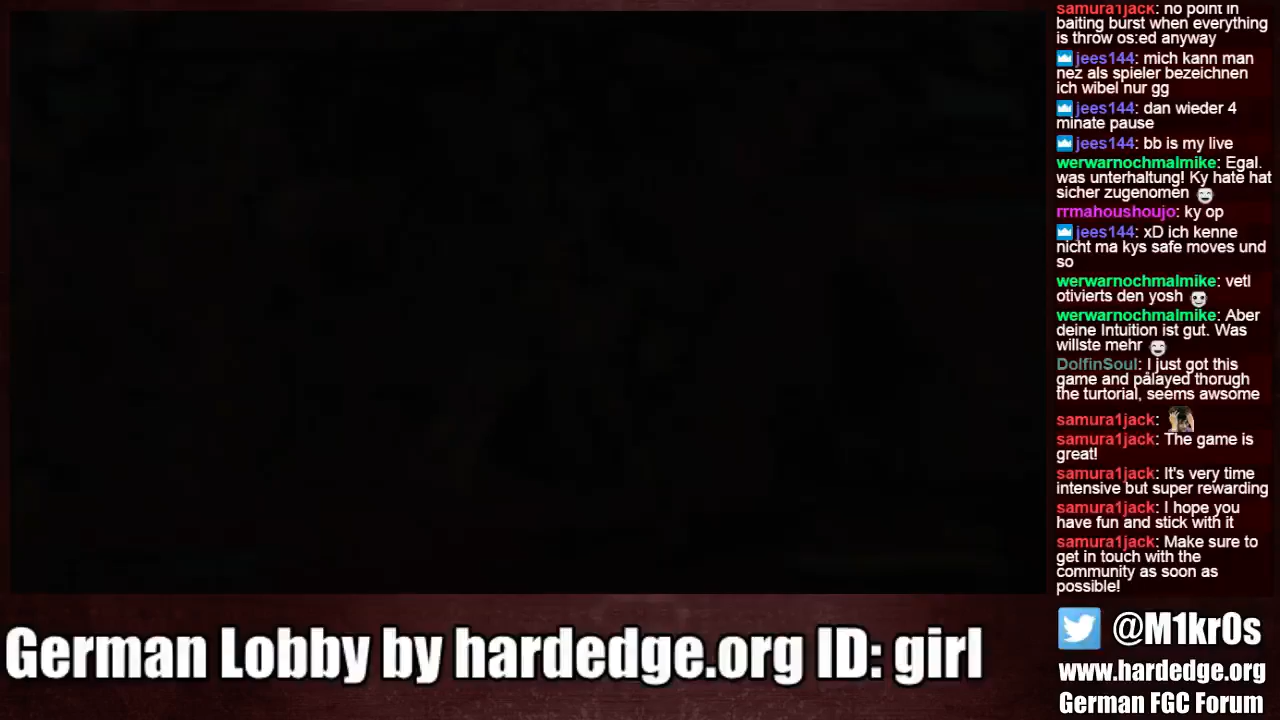 samura1jack: no point in
baiting burst when everything
is throw os:ed anyway
jees144: mich kann man
nez als spieler bezeichnen
ich wibel nur gg
jees144: dan wieder 4
minate pause
jees144: bb is my live
werwarnochmalmike: Egal.
was unterhaltung! Ky hate hat
sicher zugenomen
rrmahoushoujo: ky op
jees144: xD ich kenne
nicht ma kys safe moves und
so
werwarnochmalmike: vetl
otivierts den yosh
werwarnochmalmike: Aber
deine Intuition ist gut. Was
willste mehr
DolfinSoul: I just got this
game and pälayed thorugh
the turtorial, seems awsome
samura1jack:
samura1jack: The game is
great!
samura1jack: It's very time
intensive but super rewarding
samura1jack: I hope you
have fun and stick with it
samura1jack: Make sure to
get in touch with the
community as soon as
possible!
German Lobby by hardedge.org ID: girl
@M1kr0s
www.hardedge.org
German FGC Forum